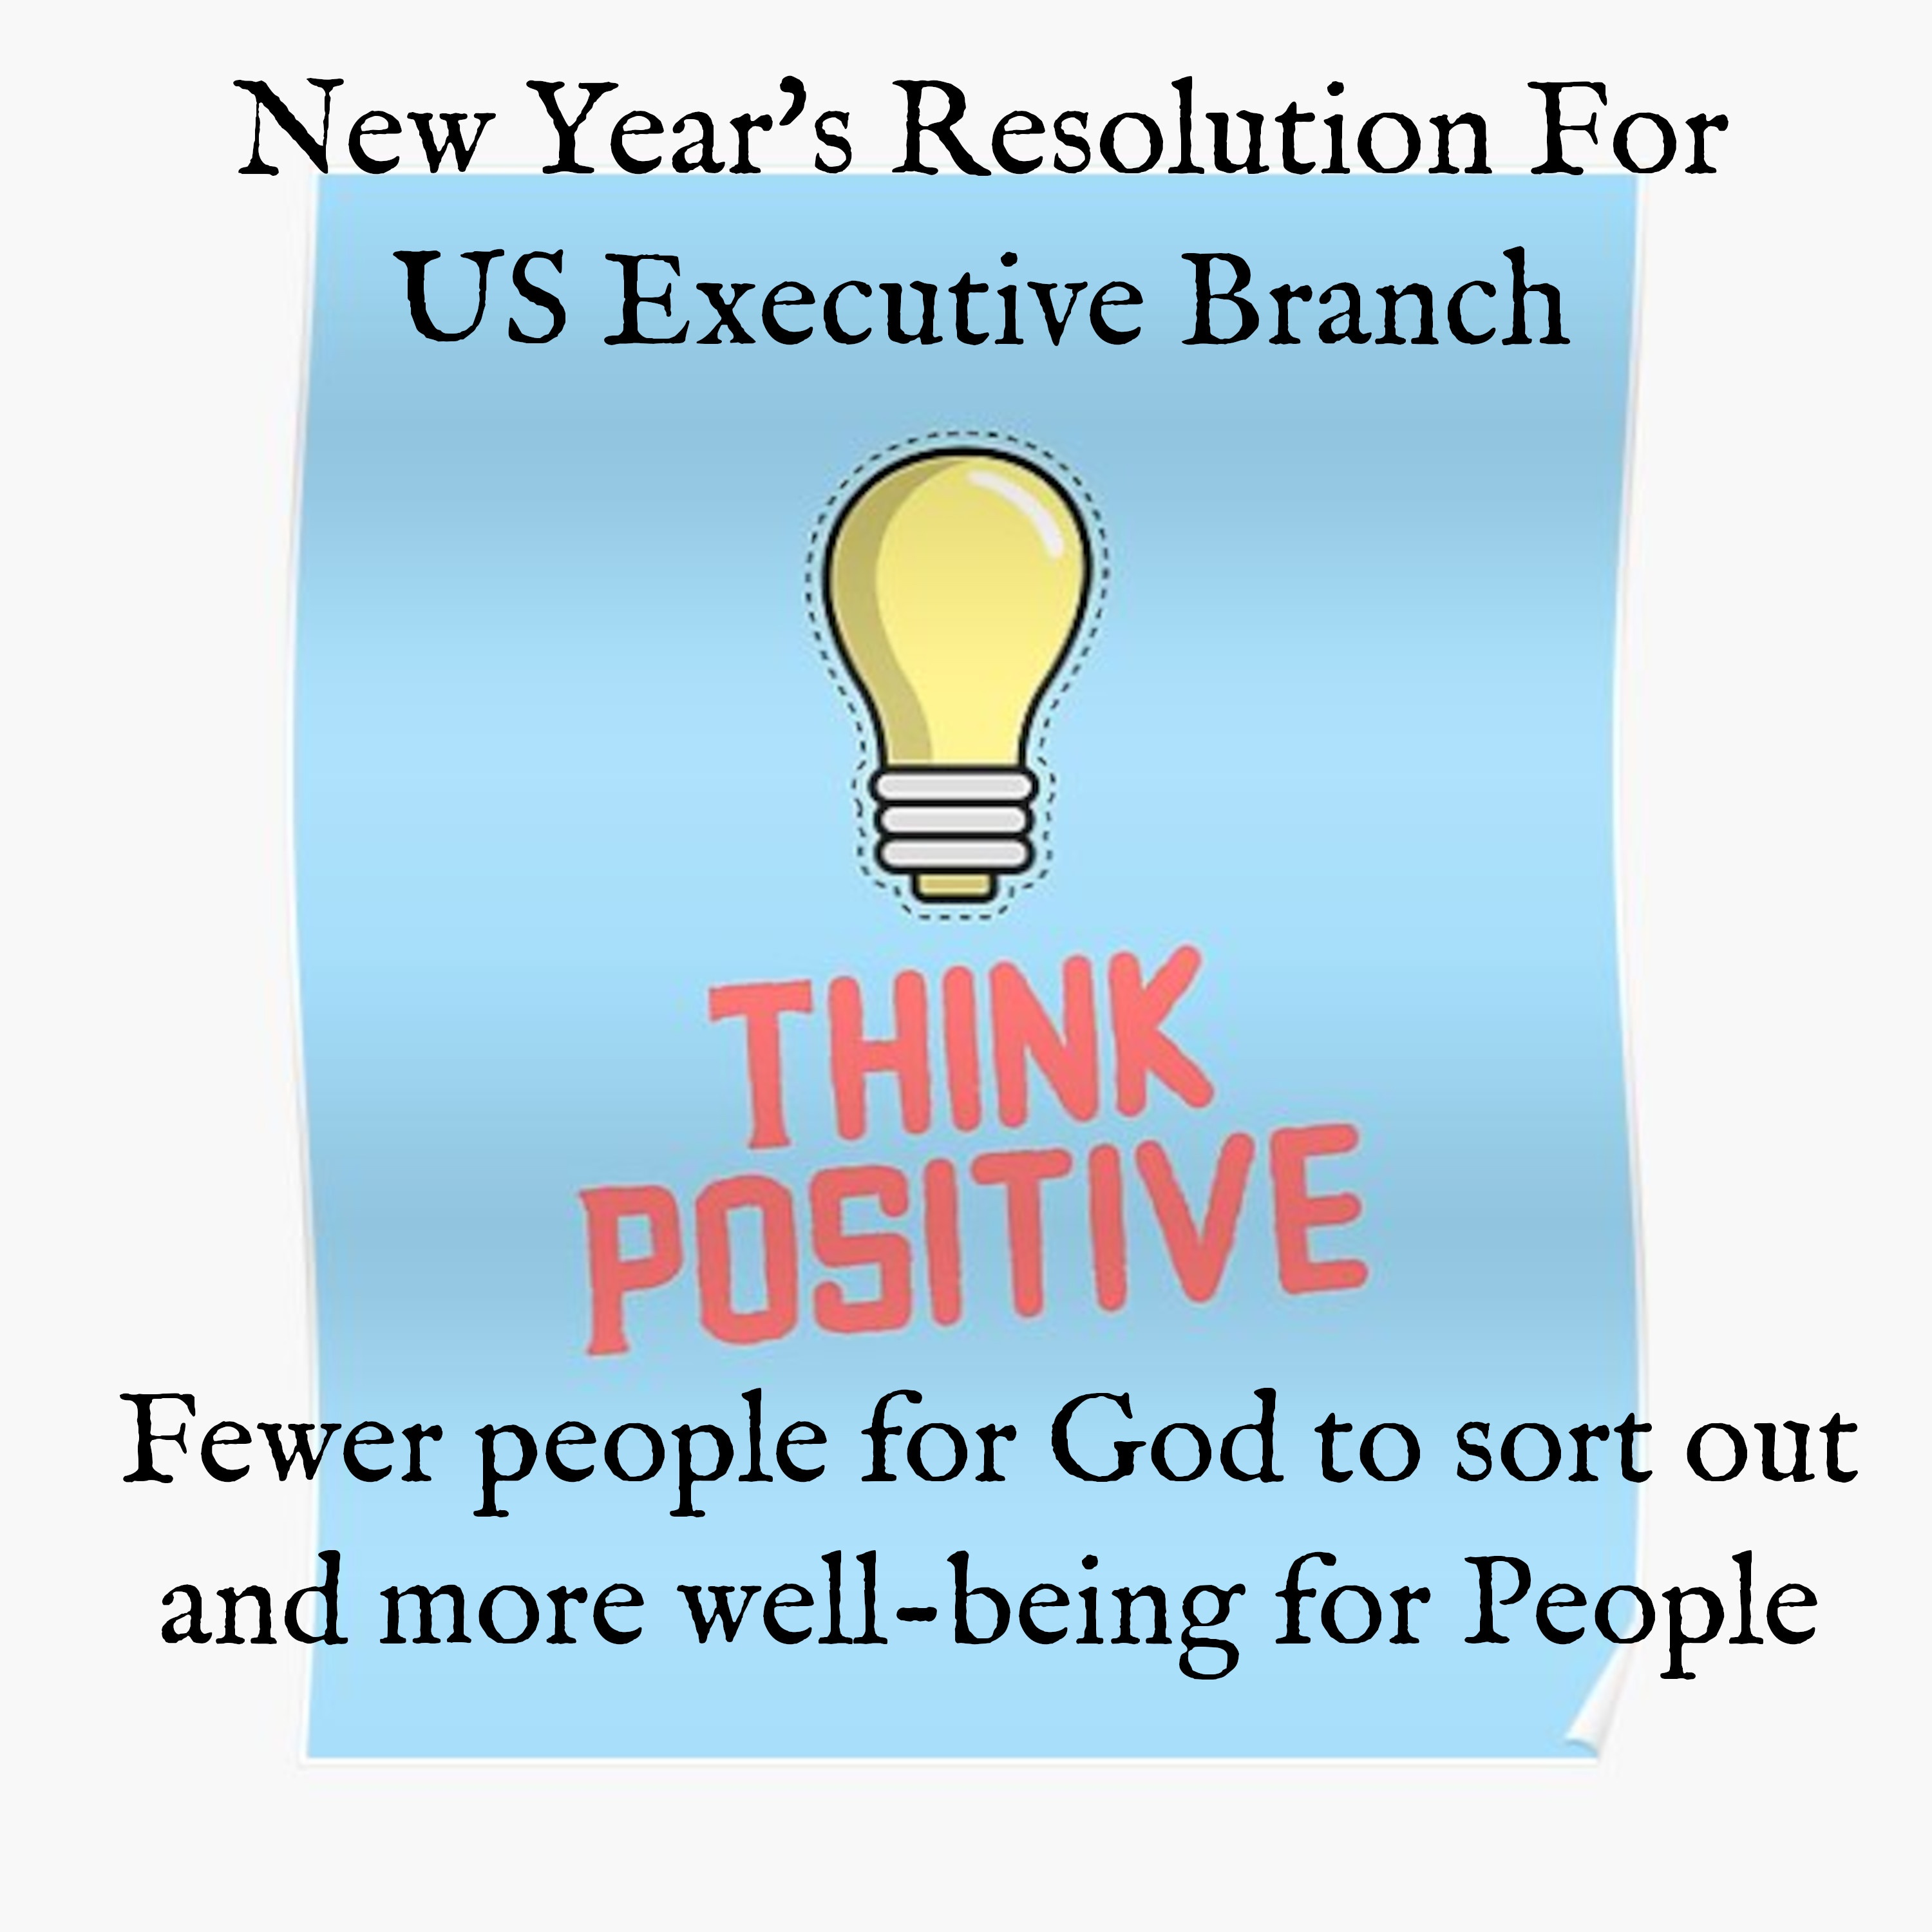 New Year’s Resolution For
US Executive Branch
THINK
POSITIVE
Fewer people for God to sort out
and more well-being for People